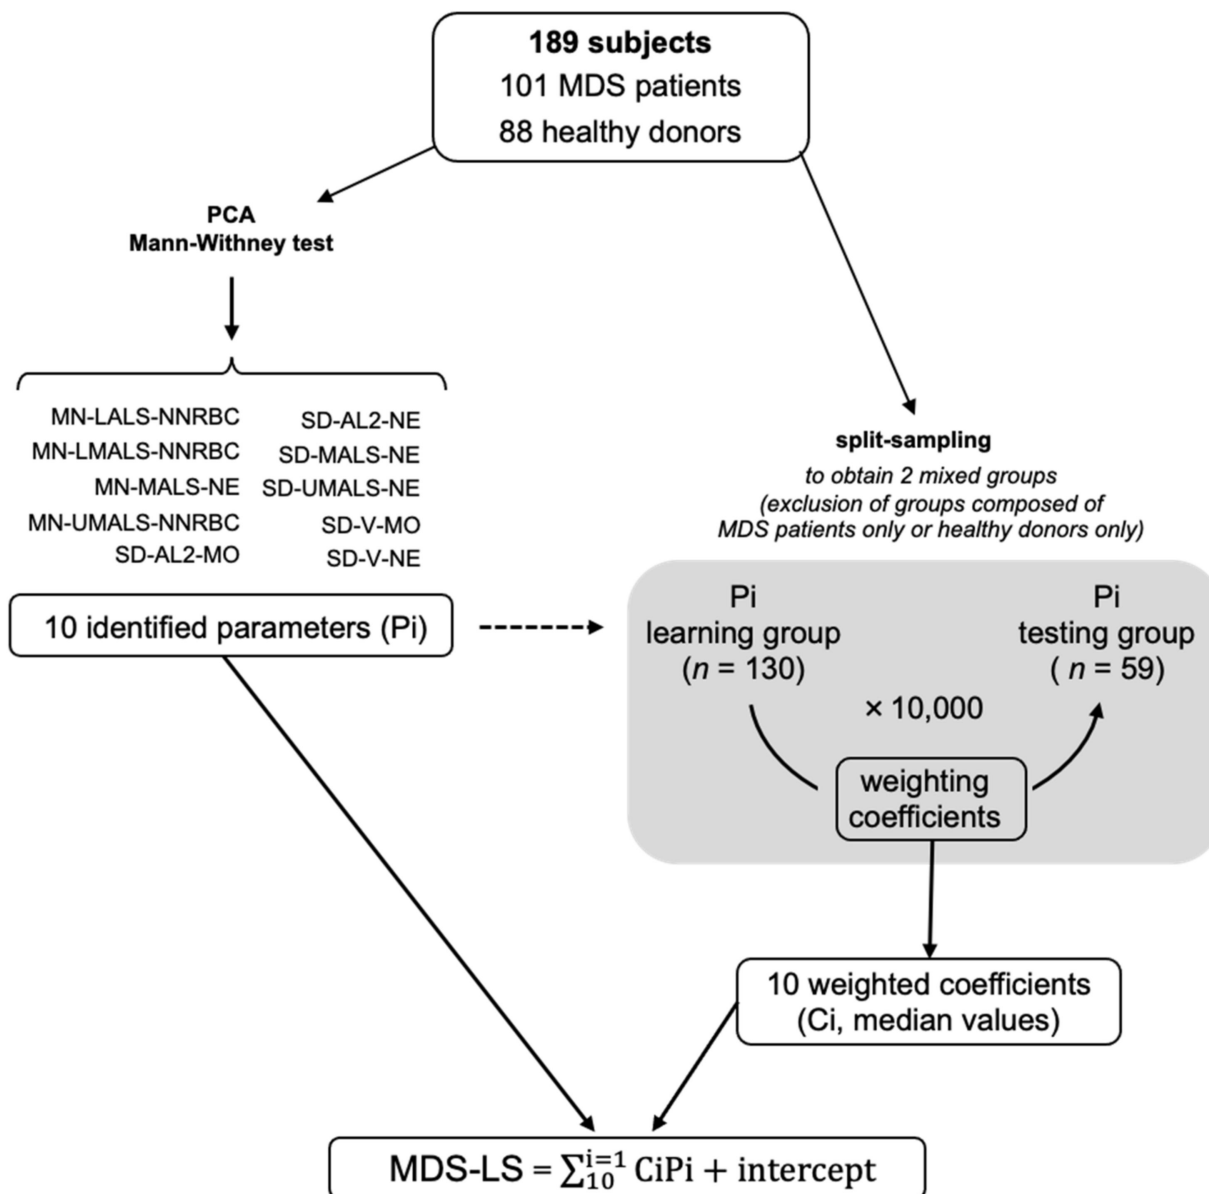 189 subjects
101 MDS patients
88 healthy donors
PCA
Mann-Withney test
MN-LALS-NNRBC
MN-LMALS-NNRBC
MN-MALS-NE
MN-UMALS-NNRBC
SD-AL2-MO
SD-AL2-NE
SD-MALS-NE
SD-UMALS-NE
SD-V-MO
SD-V-NE
10 identified parameters (Pi)
split-sampling
to obtain 2 mixed groups
(exclusion of groups composed of
MDS patients only or healthy donors only)
Pi
learning group
(n = 130)
Pi
testing group
( n = 59)
× 10,000
weighting
coefficients
10 weighted coefficients
(Ci, median values)
MDS-LS = ∑₁₀ⁱ⁼¹ CiPi + intercept